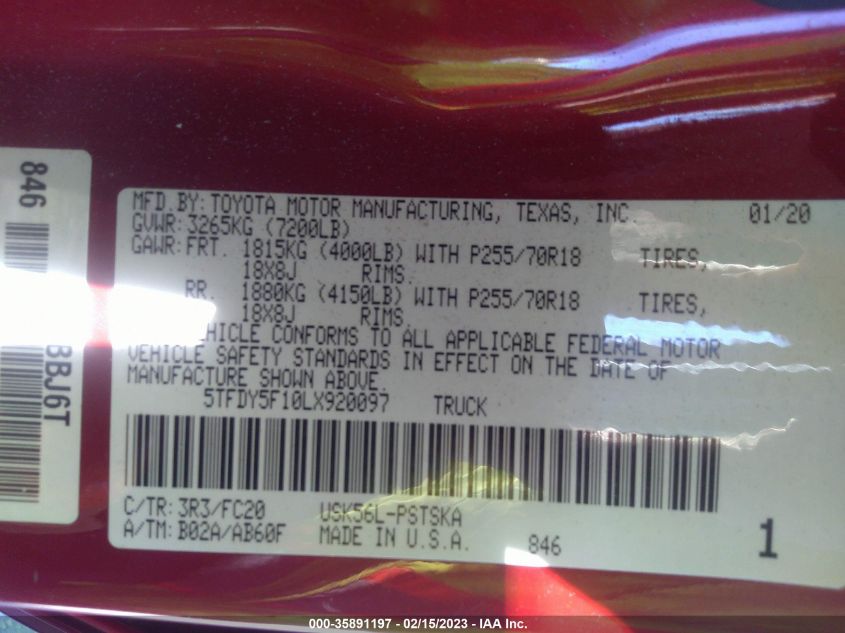 846
BBJ6T
MFD.BY: TOYOTA MOTOR MANUFACTURING, TEXAS, INC. 01/20
GVWR: 3265KG (7200LB)
GAWR: FRT. 1815KG (4000LB) WITH P255/70R18 TIRES,
18X8J RIMS.
RR. 1880KG (4150LB) WITH P255/70R18 TIRES,
18X8J RIMS.
VEHICLE CONFORMS TO ALL APPLICABLE FEDERAL MOTOR
VEHICLE SAFETY STANDARDS IN EFFECT ON THE DATE OF
MANUFACTURE SHOWN ABOVE.
5TFDY5F10LX920097 TRUCK
C/TR: 3R3/FC20 USK56L-PSTSKA
A/TM: B02A/AB60F MADE IN U.S.A. 846 1
000-35891197 - 02/15/2023 - IAA Inc.